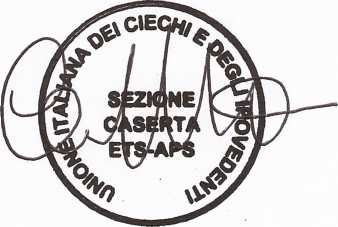 UNIONE ITALIANA DEI CIECHI E DEGLI IPOVEDENTI
SEZIONE
CASERTA
ETS-APS